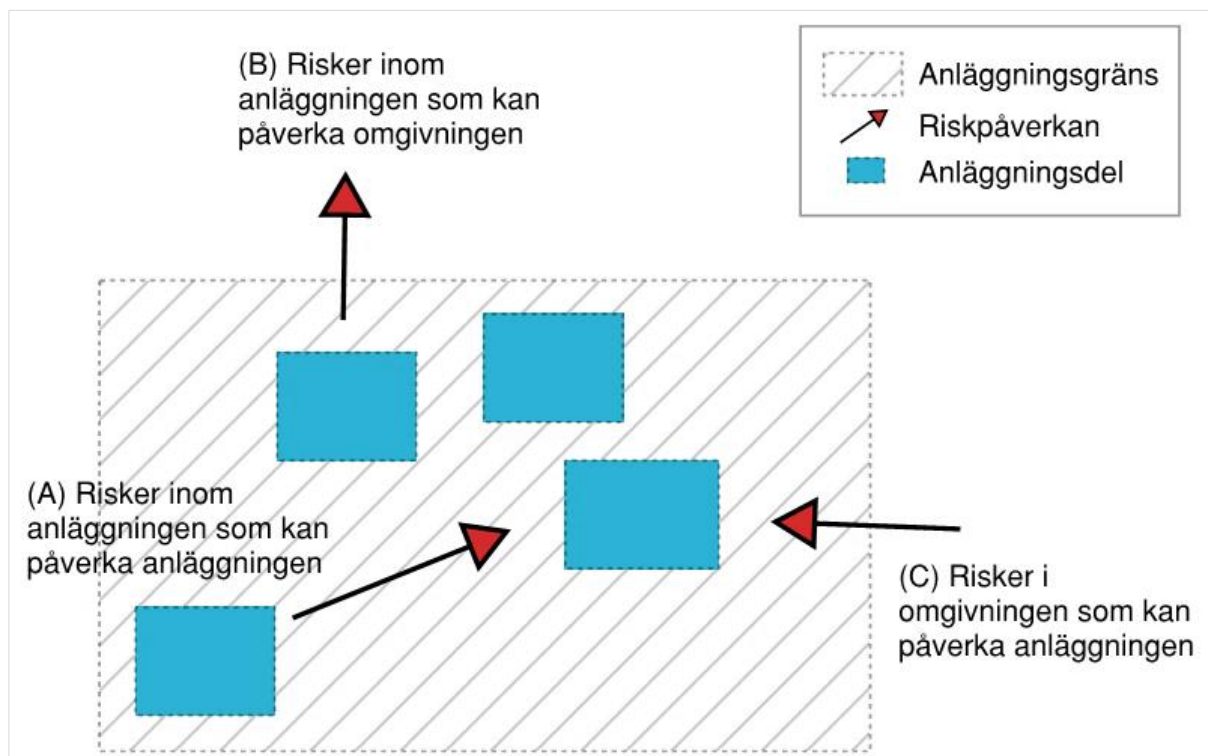 (B) Risker inom
anläggningen som kan
påverka omgivningen
Anläggningsgräns
Riskpåverkan
Anläggningsdel
(A) Risker inom
anläggningen som kan
påverka anläggningen
(C) Risker i
omgivningen som kan
påverka anläggningen